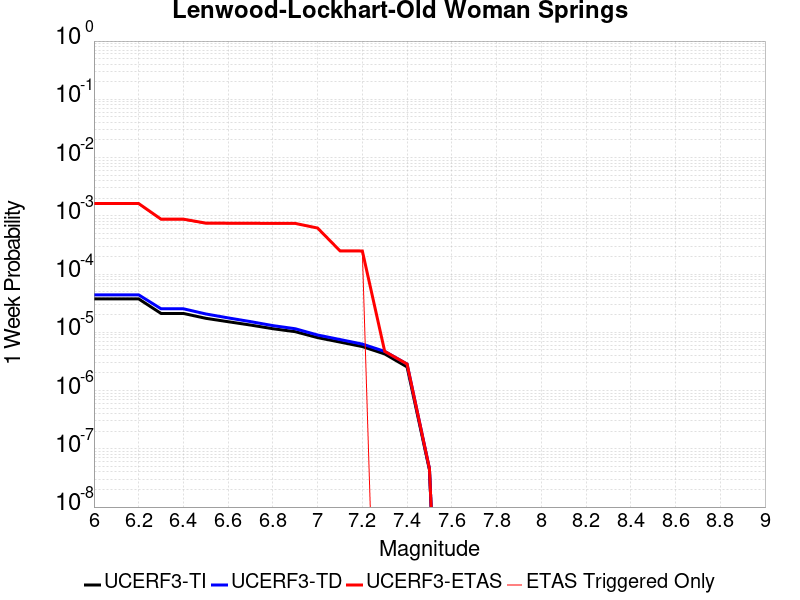 Lenwood-Lockhart-Old Woman Springs
1 Week Probability
10^0
10^-1
10^-2
10^-3
10^-4
10^-5
10^-6
10^-7
10^-8
6 6.2 6.4 6.6 6.8 7 7.2 7.4 7.6 7.8 8 8.2 8.4 8.6 8.8 9
Magnitude
UCERF3-TI UCERF3-TD UCERF3-ETAS ETAS Triggered Only